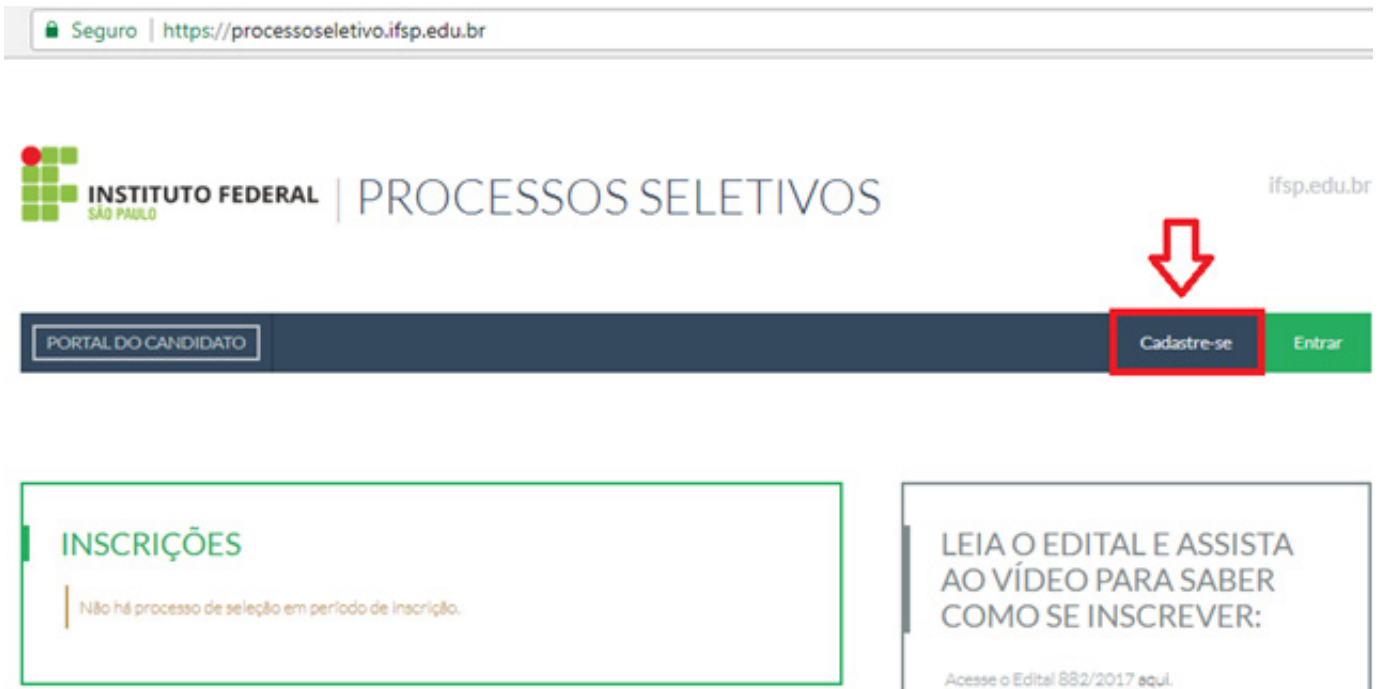 Seguro | https://processoseletivo.ifsp.edu.br
INSTITUTO FEDERAL
SÃO PAULO
PROCESSOS SELETIVOS
ifsp.edu.br
PORTAL DO CANDIDATO
Cadastre-se
Entrar
INSCRIÇÕES
Não há processo de seleção em período de inscrição.
LEIA O EDITAL E ASSISTA
AO VÍDEO PARA SABER
COMO SE INSCREVER:
Acesse o Edital 882/2017 aqui.